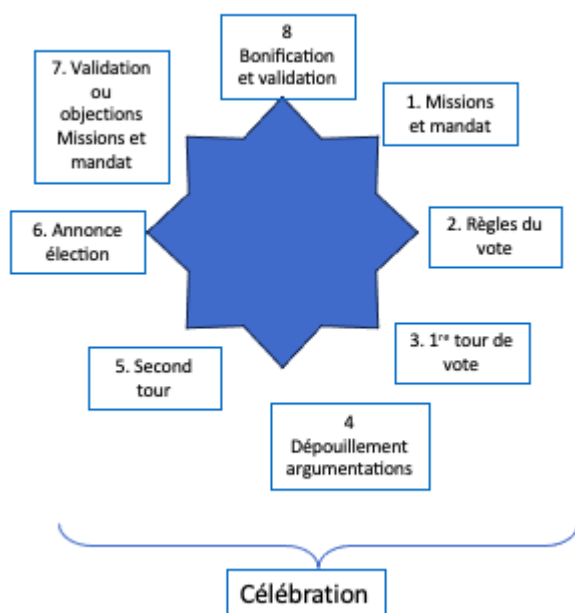 8
Bonification
et validation
7. Validation
ou
objections
Missions et
mandat
1. Missions
et mandat
6. Annonce
élection
2. Règles du
vote
5. Second
tour
3. 1re tour de
vote
4
Dépouillement
argumentations
Célébration